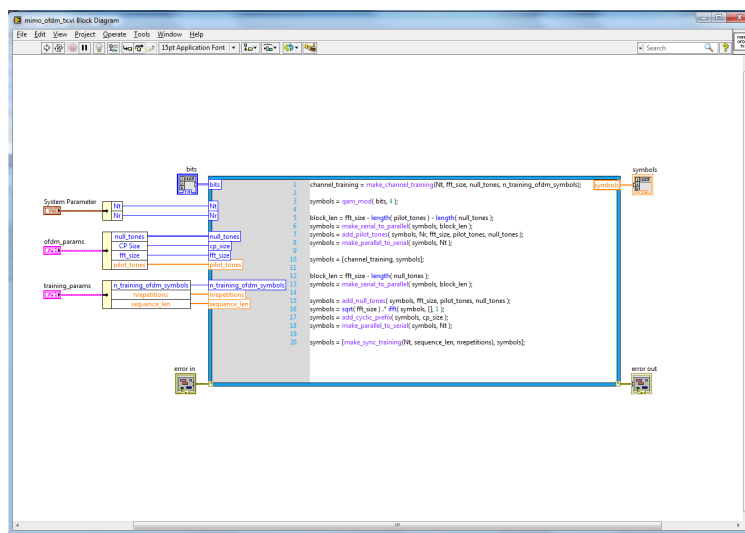 mimo_ofdm_tx.vi Block Diagram
File Edit View Project Operate Tools Window Help
15pt Application Font
Search
bits
symbols
System Parameter
Nt
Nr
ofdm_params
null_tones
CP Size
fft_size
pilot_tones
training_params
n_training_ofdm_symbols
nrepetitions
sequence_len
bits
Nt
Nr
null_tones
cp_size
fft_size
pilot_tones
n_training_ofdm_symbols
nrepetitions
sequence_len
1 channel_training = make_channel_training(Nt, fft_size, null_tones, n_training_ofdm_symbols);
2
3 symbols = qam_mod( bits, 4 );
4
5 block_len = fft_size - length( pilot_tones ) - length( null_tones );
6 symbols = make_serial_to_parallel( symbols, block_len );
7 symbols = add_pilot_tones( symbols, Nr, fft_size, pilot_tones, null_tones );
8 symbols = make_parallel_to_serial( symbols, Nt );
9
10 symbols = [channel_training, symbols];
11
12 block_len = fft_size - length( null_tones );
13 symbols = make_serial_to_parallel( symbols, block_len );
14
15 symbols = add_null_tones( symbols, fft_size, pilot_tones, null_tones );
16 symbols = sqrt( fft_size ) .* ifft( symbols, [], 1 );
17 symbols = add_cyclic_prefix( symbols, cp_size );
18 symbols = make_parallel_to_serial( symbols, Nt );
19
20 symbols = [make_sync_training(Nt, sequence_len, nrepetitions), symbols];
symbols
error in
error out